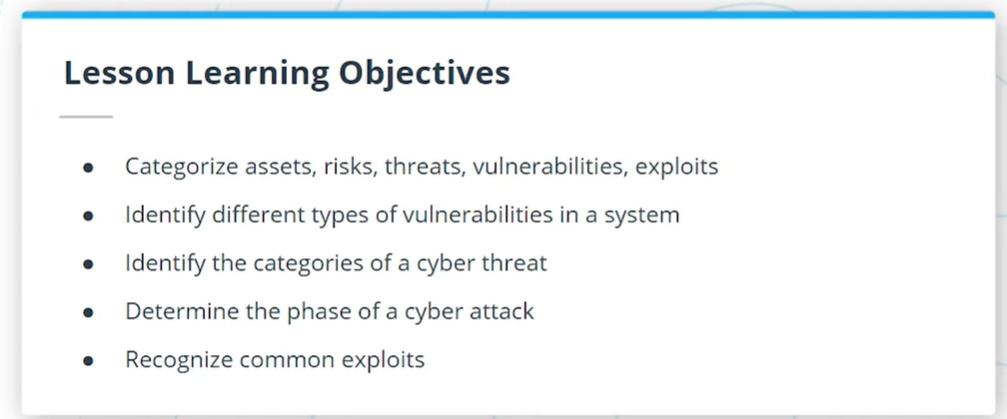 Lesson Learning Objectives
● Categorize assets, risks, threats, vulnerabilities, exploits
● Identify different types of vulnerabilities in a system
● Identify the categories of a cyber threat
● Determine the phase of a cyber attack
● Recognize common exploits